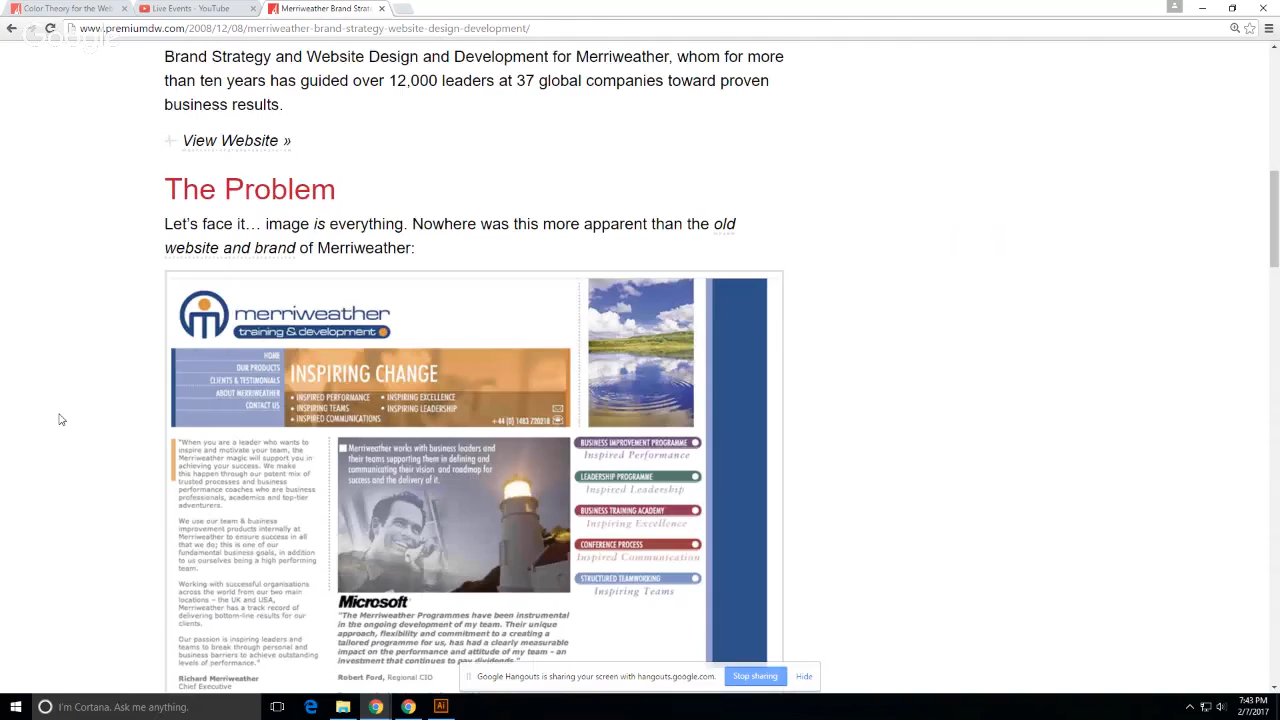 Color Theory for the Web
Live Events - YouTube
Merriweather Brand Strat
www.premiumdw.com/2008/12/08/merriweather-brand-strategy-website-design-development/
Google
Brand Strategy and Website Design and Development for Merriweather, whom for more
than ten years has guided over 12,000 leaders at 37 global companies toward proven
business results.
View Website »
The Problem
Let's face it… image is everything. Nowhere was this more apparent than the old
website and brand of Merriweather:
merriweather
training & development
HOME
OUR PRODUCTS
CLIENTS & TESTIMONIALS
ABOUT MERRIWEATHER
CONTACT US
INSPIRING CHANGE
• INSPIRED PERFORMANCE • INSPIRING EXCELLENCE
• INSPIRING TEAMS • INSPIRING LEADERSHIP
• INSPIRED COMMUNICATIONS
+44 (0) 1483 720218
"When you are a leader who wants to
inspire and motivate your team, the
Merriweather magic will support you in
achieving your success. We make
this happen through our potent mix of
trusted processes and business
performance coaches who are business
professionals, academics and top-tier
adventurers.
We use our team & business
improvement products internally at
Merriweather to ensure success in all
that we do; this is one of our
fundamental business goals, in addition
to us ourselves being a high performing
team.
Working with successful organisations
across the world from our two main
locations – the UK and USA,
Merriweather has a track record of
delivering bottom-line results for our
clients.
Our passion is inspiring leaders and
teams to break through personal and
business barriers to achieve outstanding
levels of performance."
Richard Merriweather
Chief Executive
Merriweather works with business leaders and
their teams supporting them in defining and
communicating their vision and roadmap for
success and the delivery of it.
Microsoft
"The Merriweather Programmes have been instrumental
in the ongoing development of my team. Their unique
approach, flexibility and commitment to a creating a
tailored programme for us, has had a clearly measurable
impact on the performance and attitude of my team - an
investment that continues to pay dividends."
Robert Ford, Regional CIO
BUSINESS IMPROVEMENT PROGRAMME
Inspired Performance
LEADERSHIP PROGRAMME
Inspired Leadership
BUSINESS TRAINING ACADEMY
Inspiring Excellence
CONFERENCE PROCESS
Inspired Communication
STRUCTURED TEAMWORKING
Inspiring Teams
Google Hangouts is sharing your screen with hangouts.google.com.
Stop sharing
Hide
I'm Cortana. Ask me anything.
Ai
7:43 PM
2/7/2017